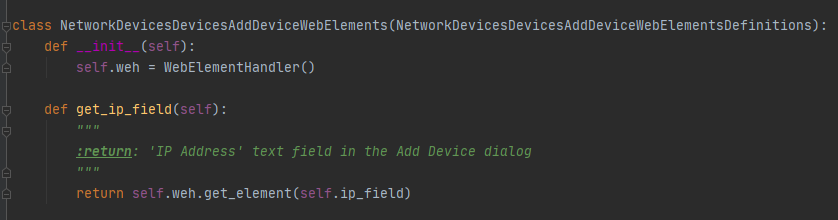 class NetworkDevicesDevicesAddDeviceWebElements(NetworkDevicesDevicesAddDeviceWebElementsDefinitions):
def __init__(self):
self.weh = WebElementHandler()
def get_ip_field(self):
"""
:return: 'IP Address' text field in the Add Device dialog
"""
return self.weh.get_element(self.ip_field)